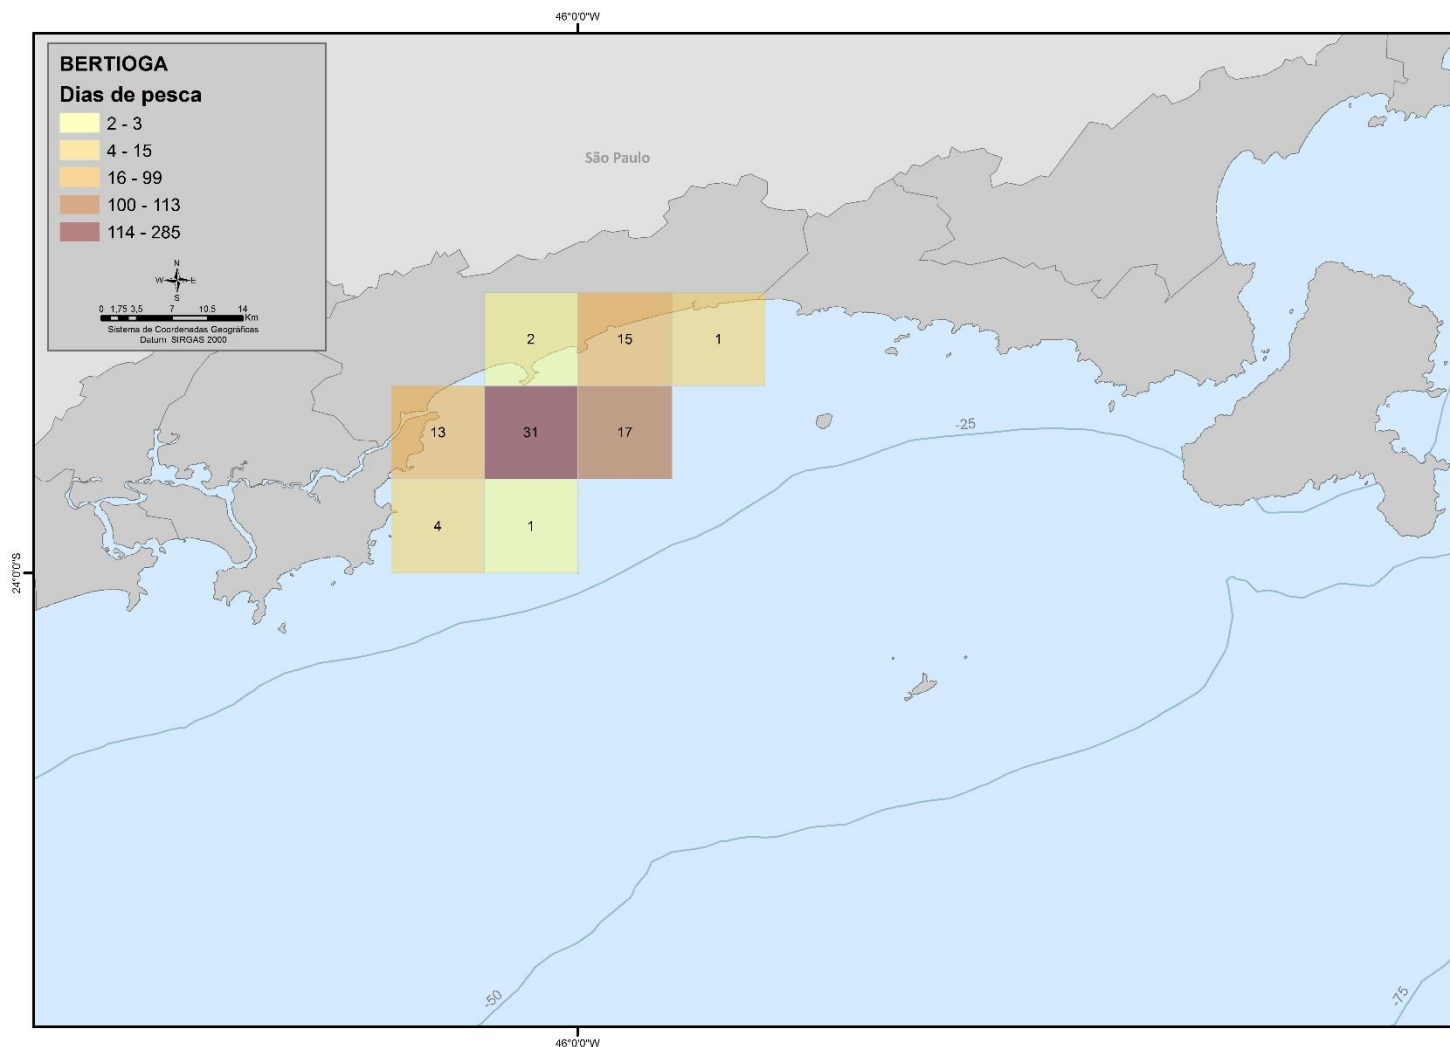 46°0'0"W
BERTIOGA
Dias de pesca
2 - 3
4 - 15
16 - 99
100 - 113
114 - 285
N
W E
S
0 1,75 3,5 7 10,5 14
Km
Sistema de Coordenadas Geográficas
Datum SIRGAS 2000
São Paulo
2 15 1
13 31 17
4 1
-25
24°0'0"S
-50
-75
46°0'0"W